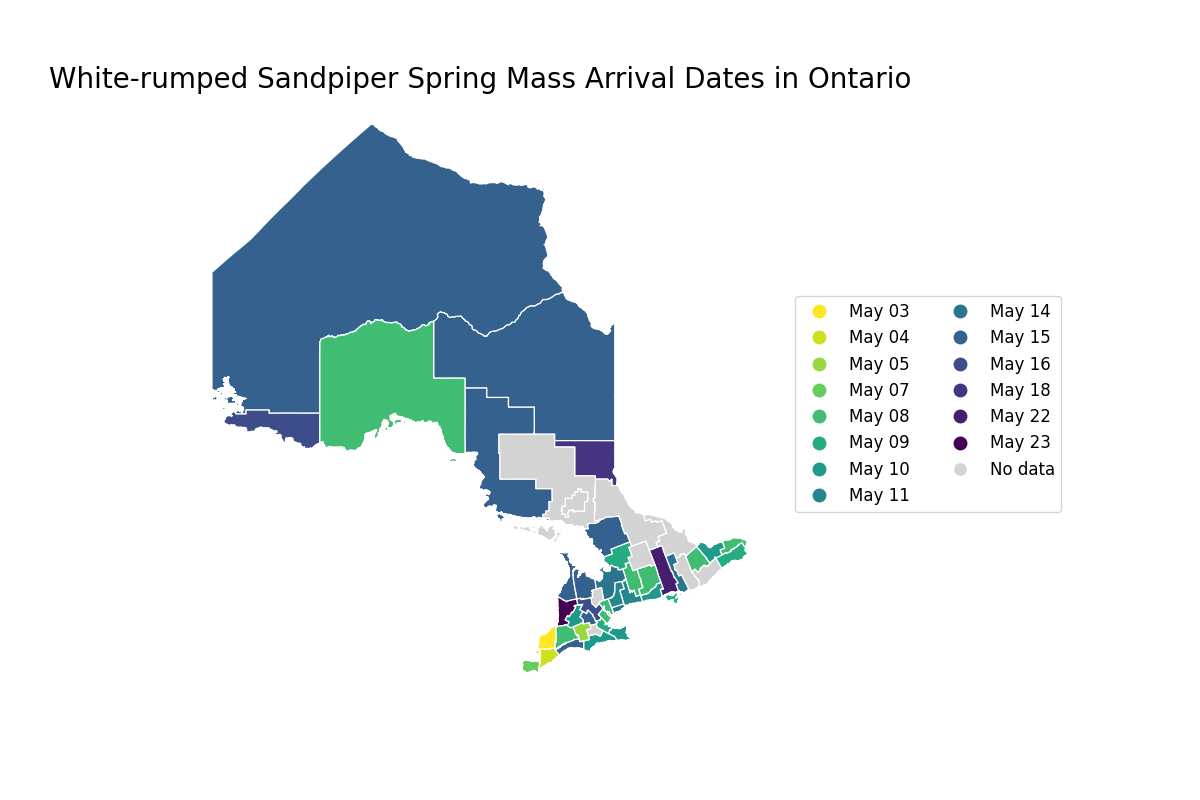 White-rumped Sandpiper Spring Mass Arrival Dates in Ontario
May 03
May 04
May 05
May 07
May 08
May 09
May 10
May 11
May 14
May 15
May 16
May 18
May 22
May 23
No data